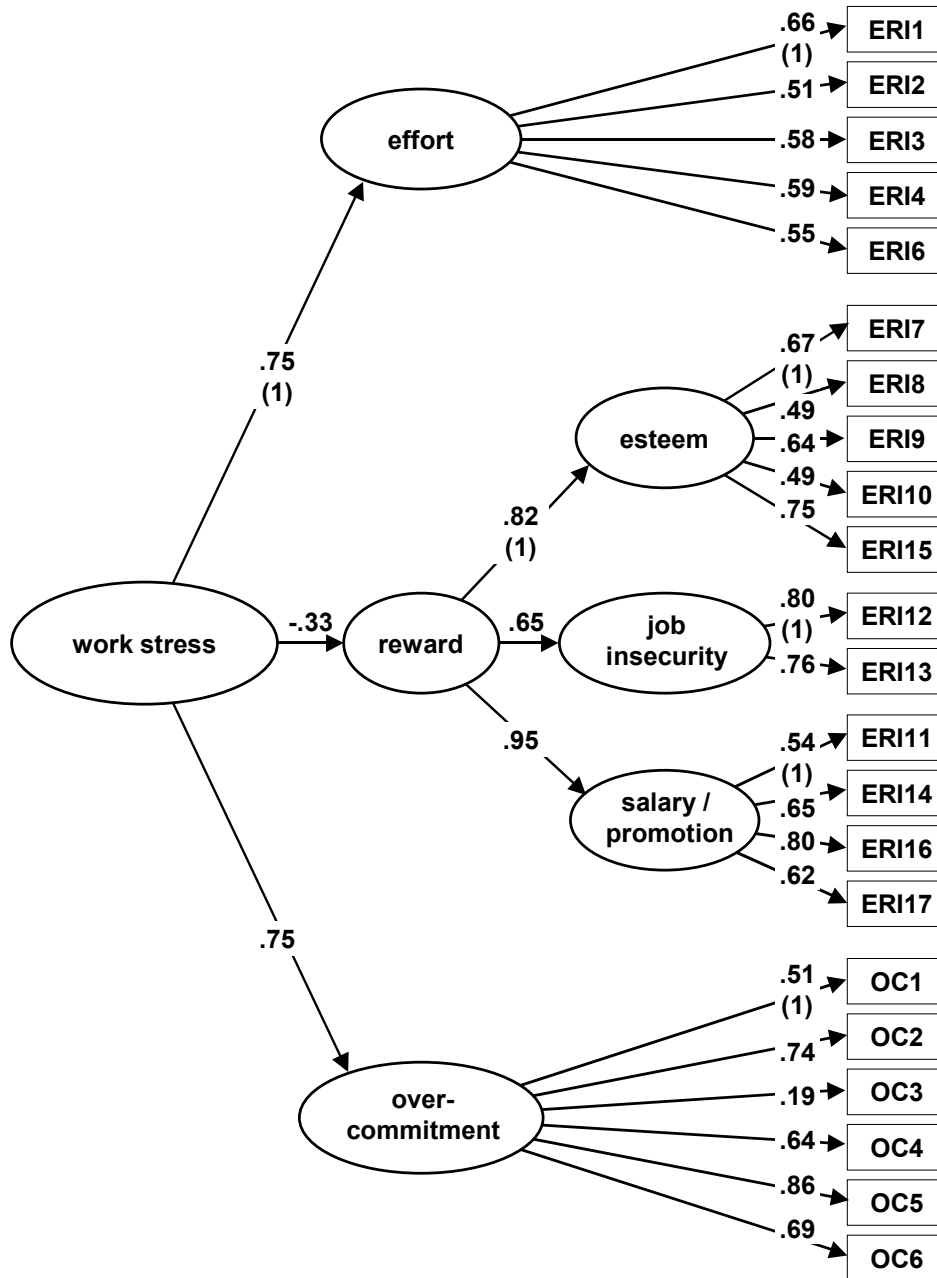 .66
(1)
ERI1
.51
ERI2
effort
.58
ERI3
.59
ERI4
.55
ERI6
.75
(1)
.67
(1)
ERI7
.49
ERI8
esteem
.64
ERI9
.49
ERI10
.75
ERI15
.82
(1)
work stress
-.33
reward
.65
job
insecurity
.80
(1)
ERI12
.76
ERI13
.95
salary /
promotion
.54
(1)
ERI11
.65
ERI14
.80
ERI16
.62
ERI17
.75
over-
commitment
.51
(1)
OC1
.74
OC2
.19
OC3
.64
OC4
.86
OC5
.69
OC6